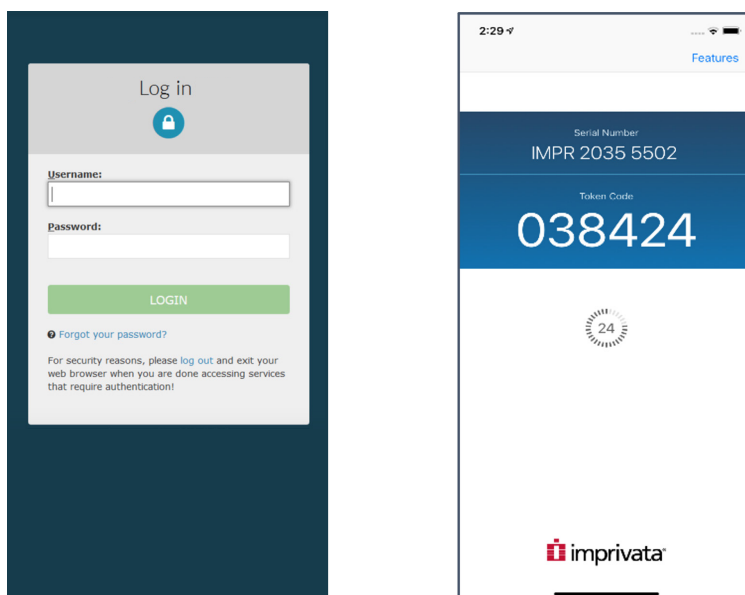 Log in
Username:
Password:
LOGIN
Forgot your password?
For security reasons, please log out and exit your
web browser when you are done accessing services
that require authentication!
2:29
Features
Serial Number
IMPR 2035 5502
Token Code
038424
24
imprivata